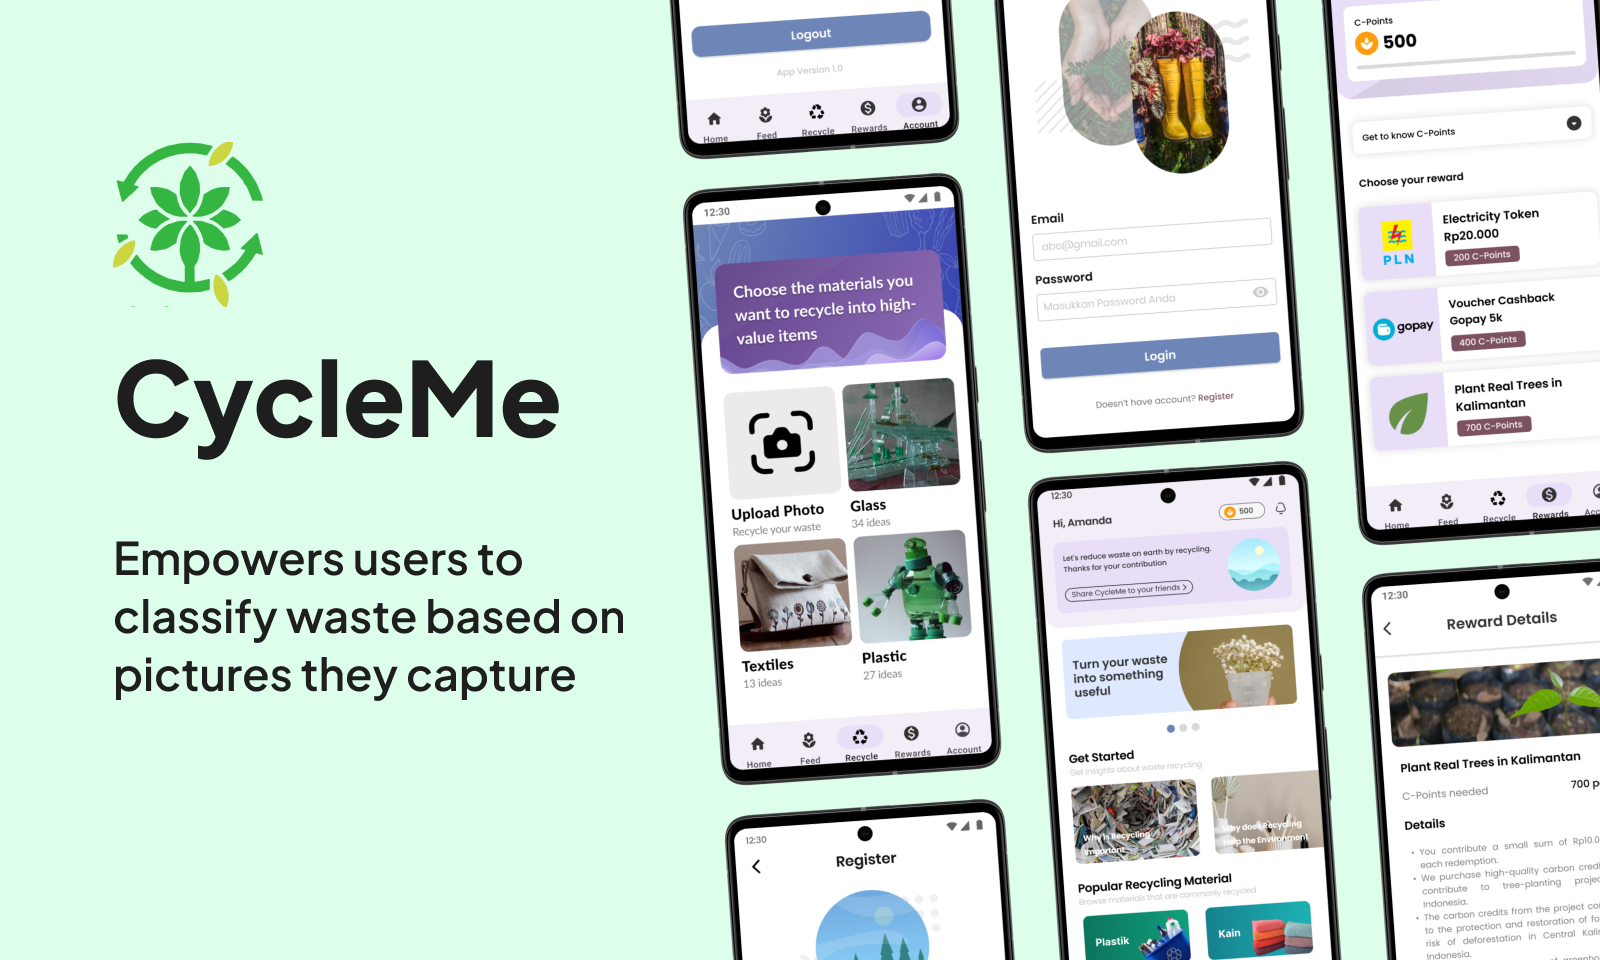 CycleMe
Empowers users to
classify waste based on
pictures they capture
Logout
App Version 1.0
Home
Feed
Recycle
Rewards
Account
12:30
Choose the materials you
want to recycle into high-
value items
Upload Photo
Recycle your waste
Glass
34 ideas
Textiles
13 ideas
Plastic
27 ideas
Home
Feed
Recycle
Rewards
Account
12:30
Register
Email
abc@gmail.com
Password
Masukkan Password Anda
Login
Doesn't have account? Register
12:30
Hi, Amanda
500
Let's reduce waste on earth by recycling.
Thanks for your contribution
Share CycleMe to your friends >
Turn your waste
into something
useful
Get Started
Get insights about waste recycling
Why is Recycling
Important
Why does Recycling
Help the Environment
Popular Recycling Material
Browse materials that are commonly recycled
Plastik
Kain
C-Points
500
Get to know C-Points
Choose your reward
PLN
Electricity Token
Rp20.000
200 C-Points
gopay
Voucher Cashback
Gopay 5k
400 C-Points
Plant Real Trees in
Kalimantan
700 C-Points
Home
Feed
Recycle
Rewards
12:30
Reward Details
Plant Real Trees in Kalimantan
C-Points needed
700 p
Details
• You contribute a small sum of Rp10.0
each redemption.
• We purchase high-quality carbon credi
contribute to tree-planting proje
Indonesia.
• The carbon credits from the project co
to the protection and restoration of fo
risk of deforestation in Central Kali
Indonesia.